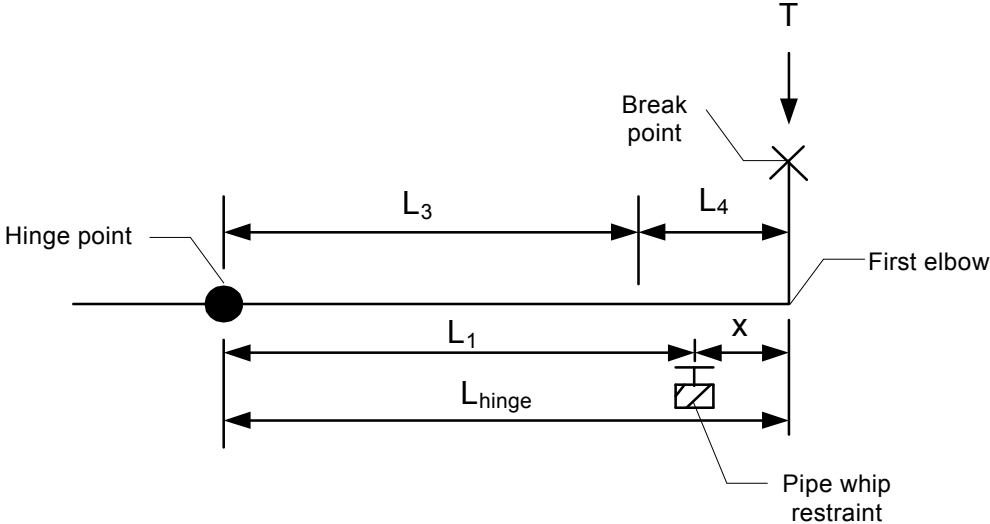 T
Break
point
L₃
L₄
Hinge point
First elbow
L₁
x
Lhinge
Pipe whip
restraint